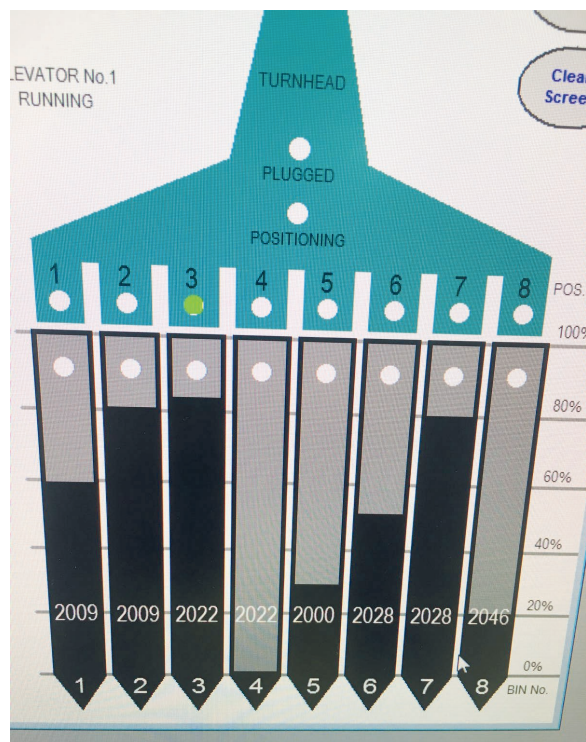 LEVATOR No.1
RUNNING
TURNHEAD
Clea
Scree
PLUGGED
POSITIONING
1 2 3 4 5 6 7 8 POS.
100%
80%
60%
40%
2009 2009 2022 2022 2000 2028 2028 2046 20%
0%
1 2 3 4 5 6 7 8 BIN No.